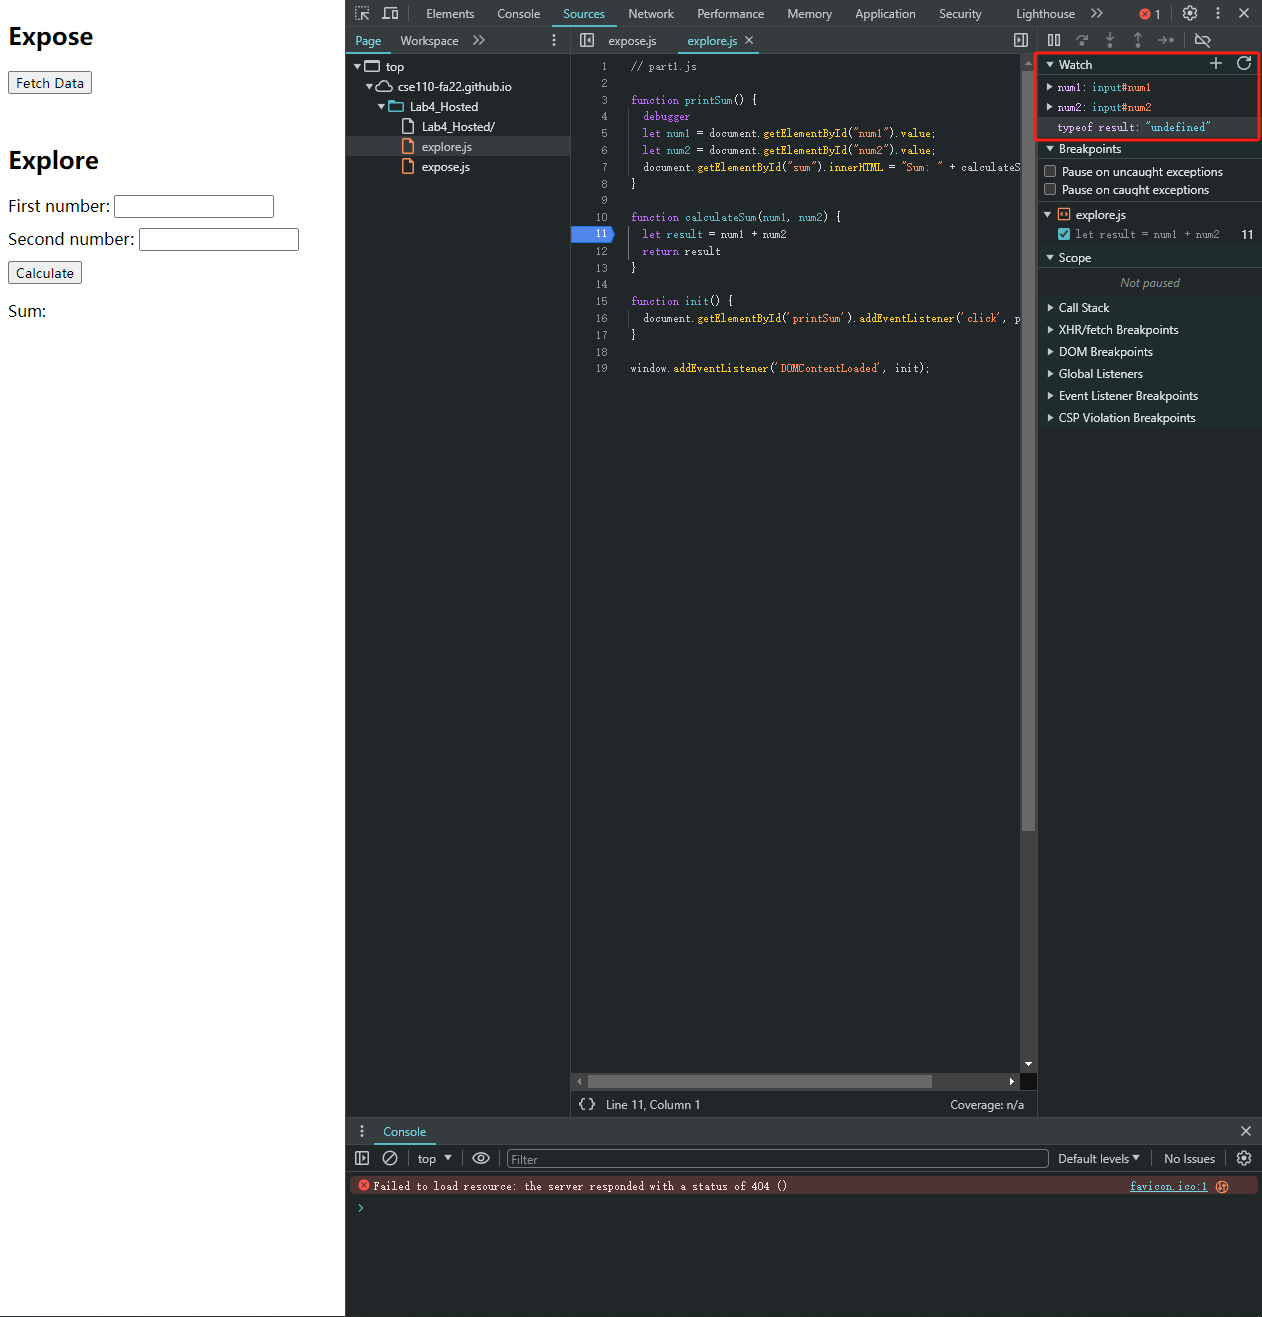 Expose
Fetch Data
Explore
First number:
Second number:
Calculate
Sum:
Elements Console Sources Network Performance Memory Application Security Lighthouse 1
Page Workspace
top
cse110-fa22.github.io
Lab4_Hosted
Lab4_Hosted/
explore.js
expose.js
expose.js explore.js
1 // part1.js
2
3 function printSum() {
4 debugger
5 let num1 = document.getElementById("num1").value;
6 let num2 = document.getElementById("num2").value;
7 document.getElementById("sum").innerHTML = "Sum: " + calculateS
8 }
9
10 function calculateSum(num1, num2) {
11 let result = num1 + num2
12 return result
13 }
14
15 function init() {
16 document.getElementById('printSum').addEventListener('click', p
17 }
18
19 window.addEventListener('DOMContentLoaded', init);
{} Line 11, Column 1 Coverage: n/a
Watch
num1: input#num1
num2: input#num2
typeof result: "undefined"
Breakpoints
Pause on uncaught exceptions
Pause on caught exceptions
explore.js
let result = num1 + num2 11
Scope
Not paused
Call Stack
XHR/fetch Breakpoints
DOM Breakpoints
Global Listeners
Event Listener Breakpoints
CSP Violation Breakpoints
Console
top Filter Default levels No Issues
Failed to load resource: the server responded with a status of 404 () favicon.ico:1